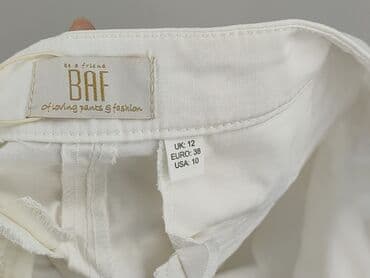 be a friend
BAF
of loving pants & fashion
UK: 12
EURO: 38
USA: 10